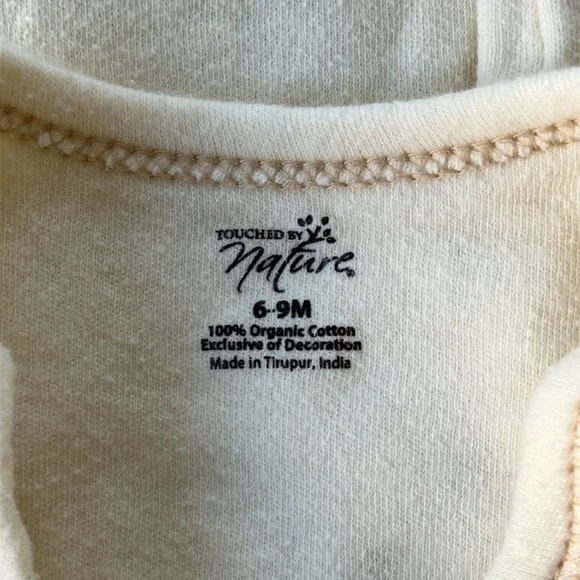 TOUCHED BY
Nature
6-9M
100% Organic Cotton
Exclusive of Decoration
Made in Tirupur, India